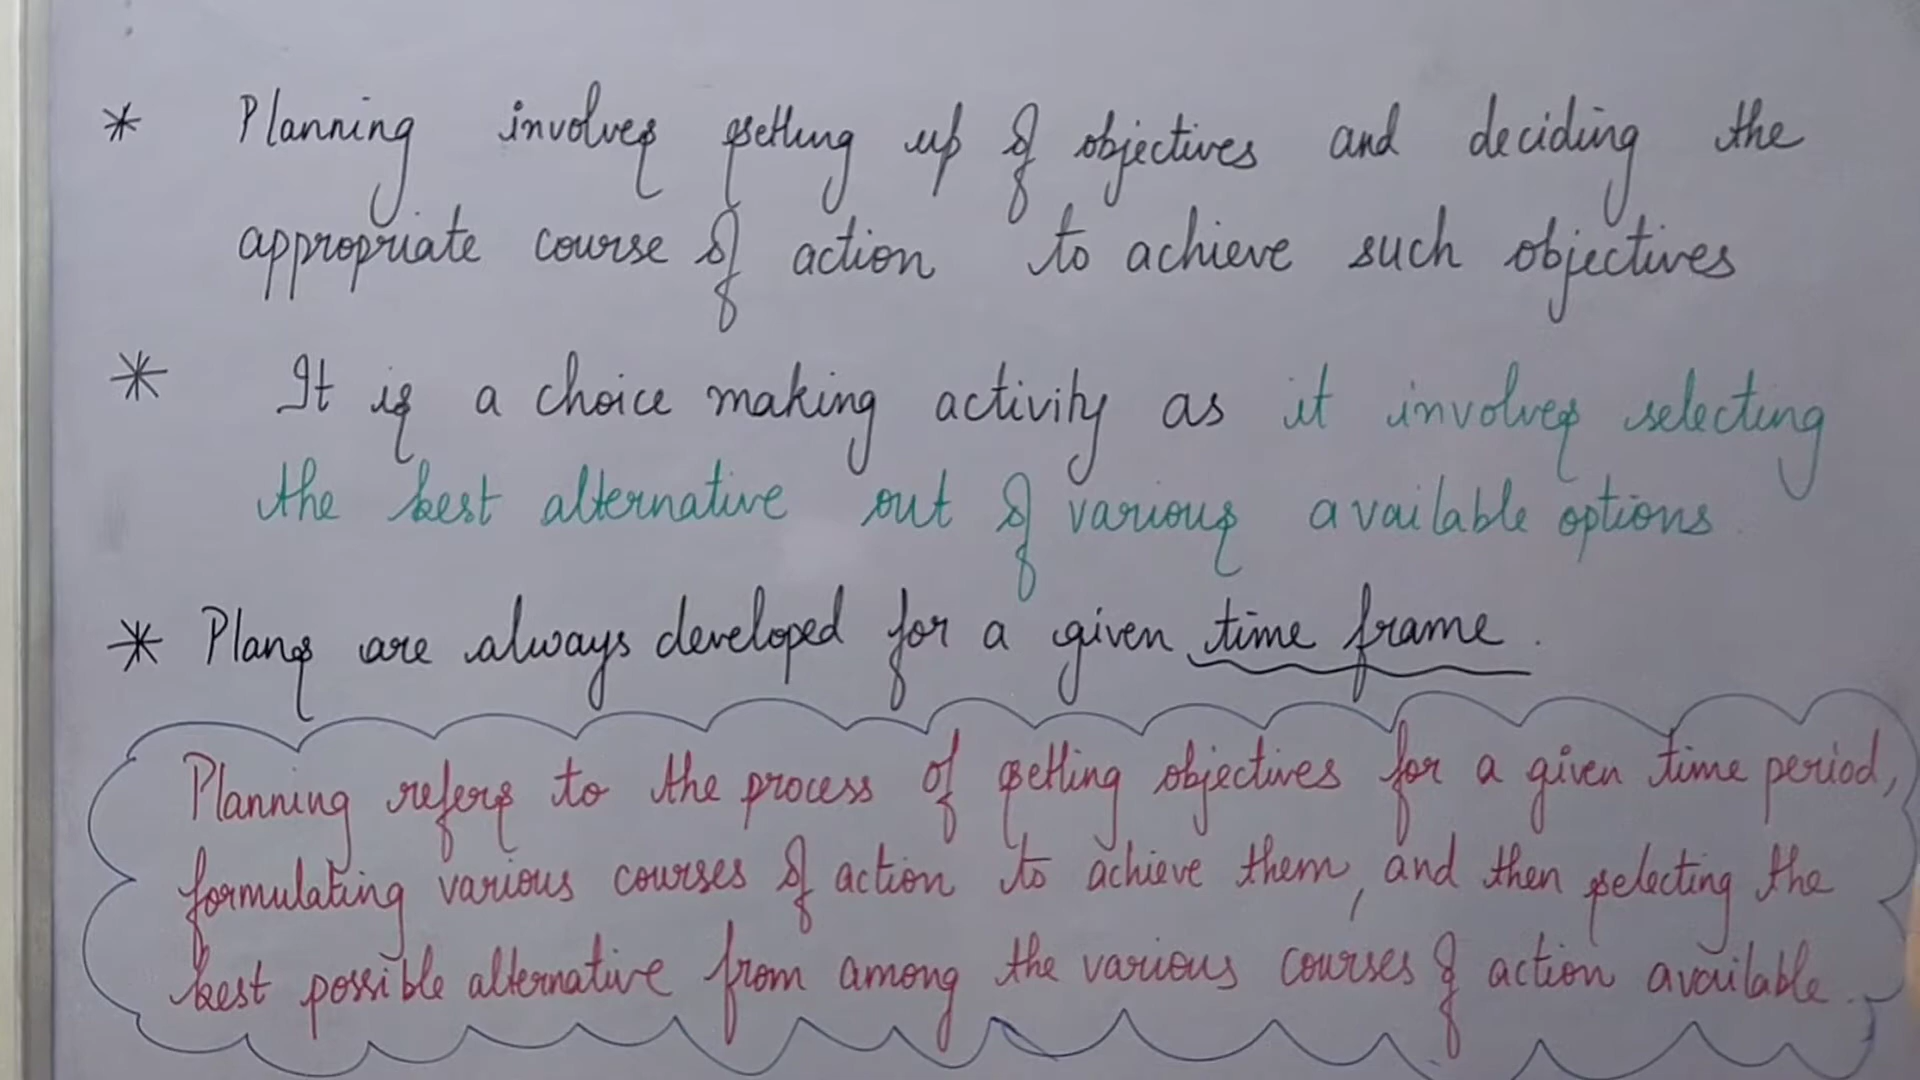 * Planning involves setting up of objectives and deciding the
appropriate course of action to achieve such objectives
* It is a choice making activity as it involves selecting
the best alternative out of various available options.
* Plans are always developed for a given time frame.
Planning refers to the process of setting objectives for a given time period,
formulating various courses of action to achieve them, and then selecting the
best possible alternative from among the various courses of action available.